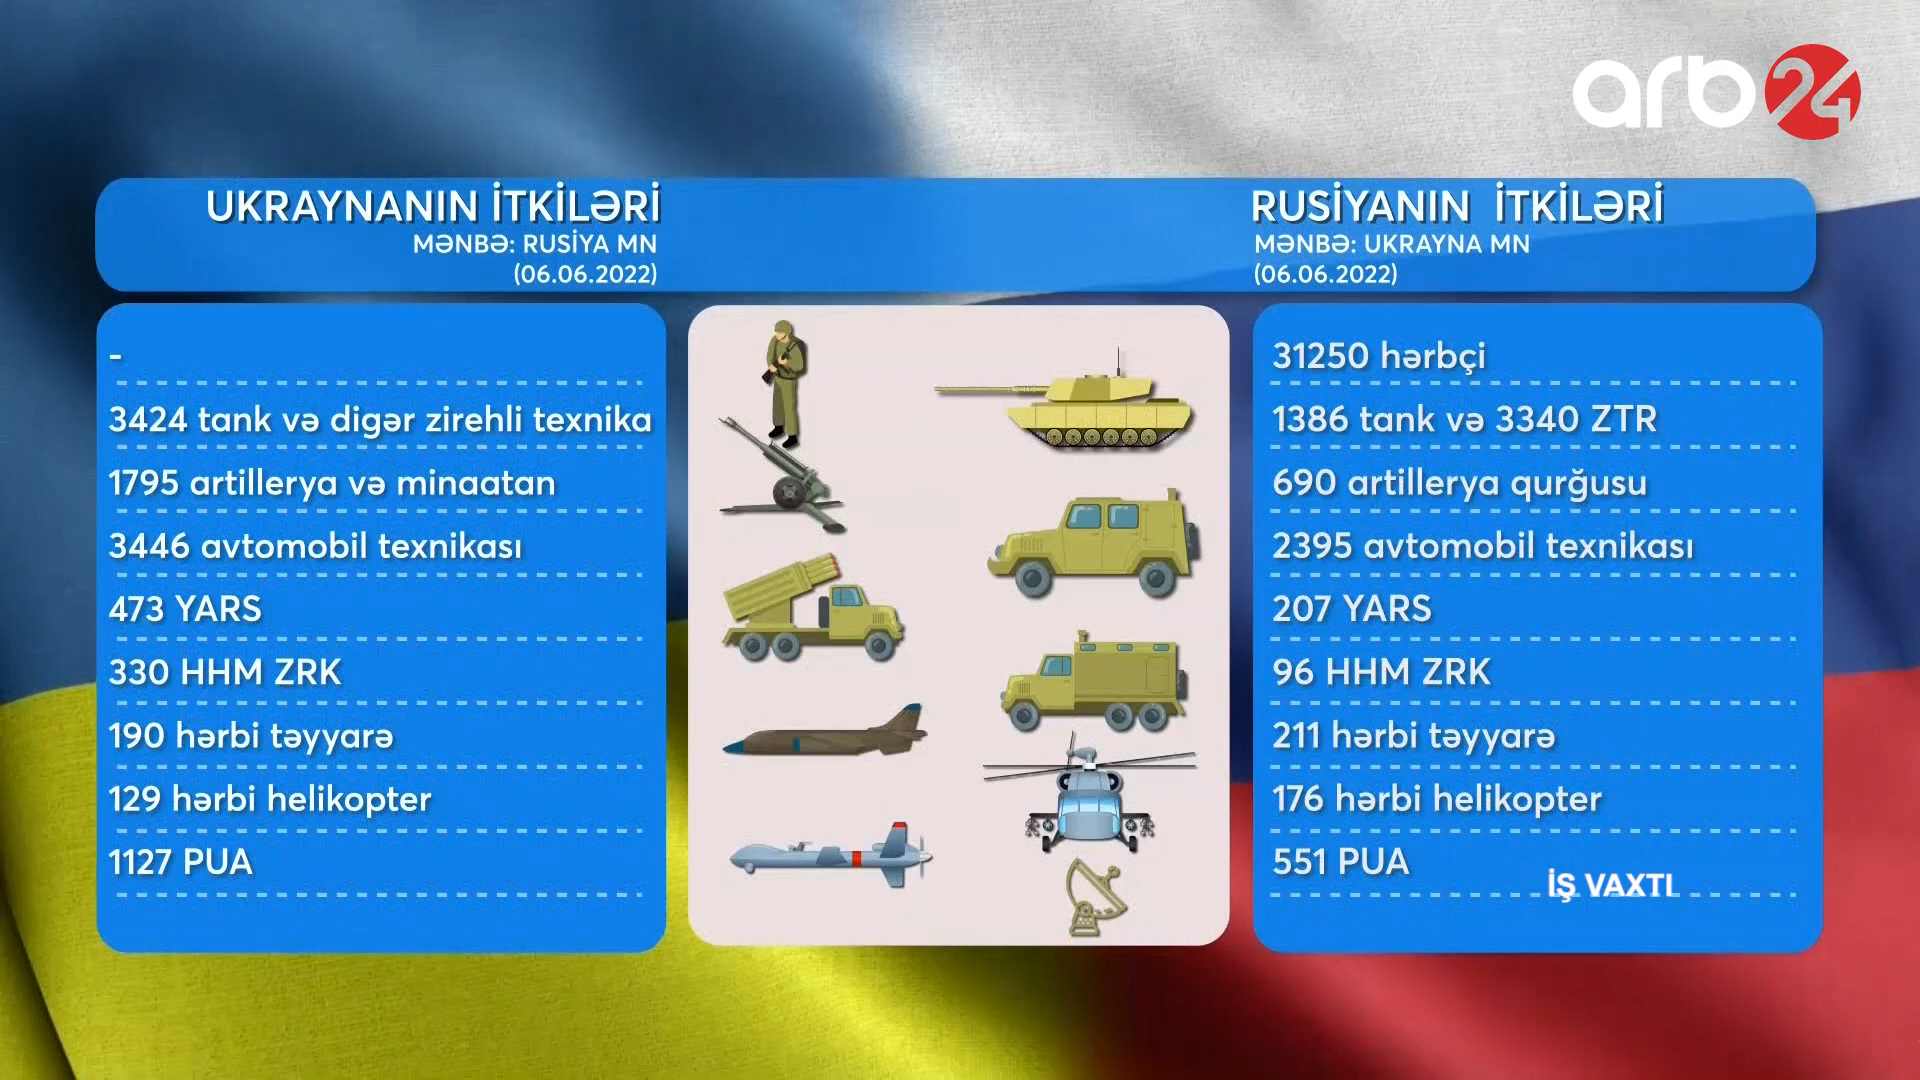 arb24
UKRAYNANIN İTKİLƏRİ
MƏNBƏ: RUSİYA MN
(06.06.2022)
RUSİYANIN İTKİLƏRİ
MƏNBƏ: UKRAYNA MN
(06.06.2022)
-
3424 tank və digər zirehli texnika
1795 artillerya və minaatan
3446 avtomobil texnikası
473 YARS
330 HHM ZRK
190 hərbi təyyarə
129 hərbi helikopter
1127 PUA
31250 hərbçi
1386 tank və 3340 ZTR
690 artillerya qurğusu
2395 avtomobil texnikası
207 YARS
96 HHM ZRK
211 hərbi təyyarə
176 hərbi helikopter
551 PUA
İŞ VAXTI